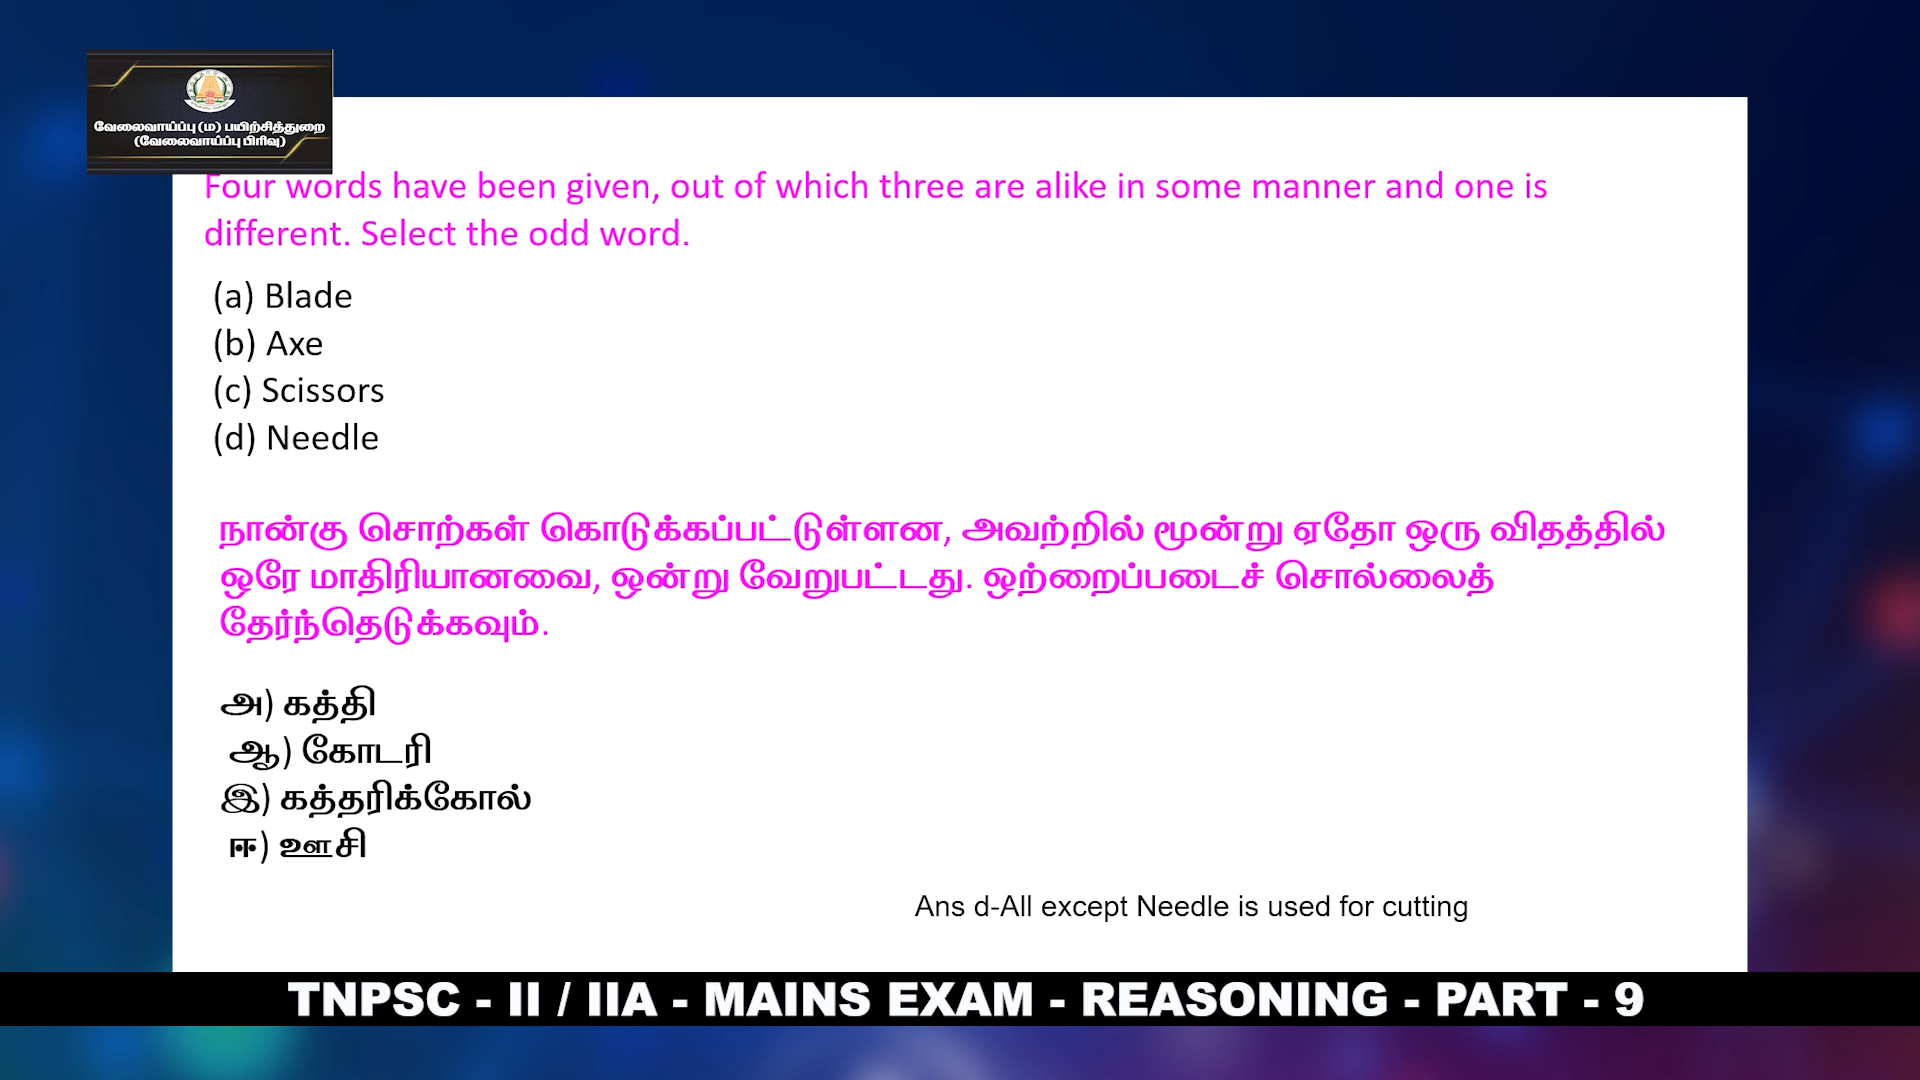 வேலைவாய்ப்பு (ம) பயிற்சித்துறை
(வேலைவாய்ப்பு பிரிவு)
Four words have been given, out of which three are alike in some manner and one is
different. Select the odd word.
(a) Blade
(b) Axe
(c) Scissors
(d) Needle
நான்கு சொற்கள் கொடுக்கப்பட்டுள்ளன, அவற்றில் மூன்று ஏதோ ஒரு விதத்தில்
ஒரே மாதிரியானவை, ஒன்று வேறுபட்டது. ஒற்றைப்படைச் சொல்லைத்
தேர்ந்தெடுக்கவும்.
அ) கத்தி
ஆ) கோடரி
இ) கத்தரிக்கோல்
ஈ) ஊசி
Ans d-All except Needle is used for cutting
TNPSC - II / IIA - MAINS EXAM - REASONING - PART - 9